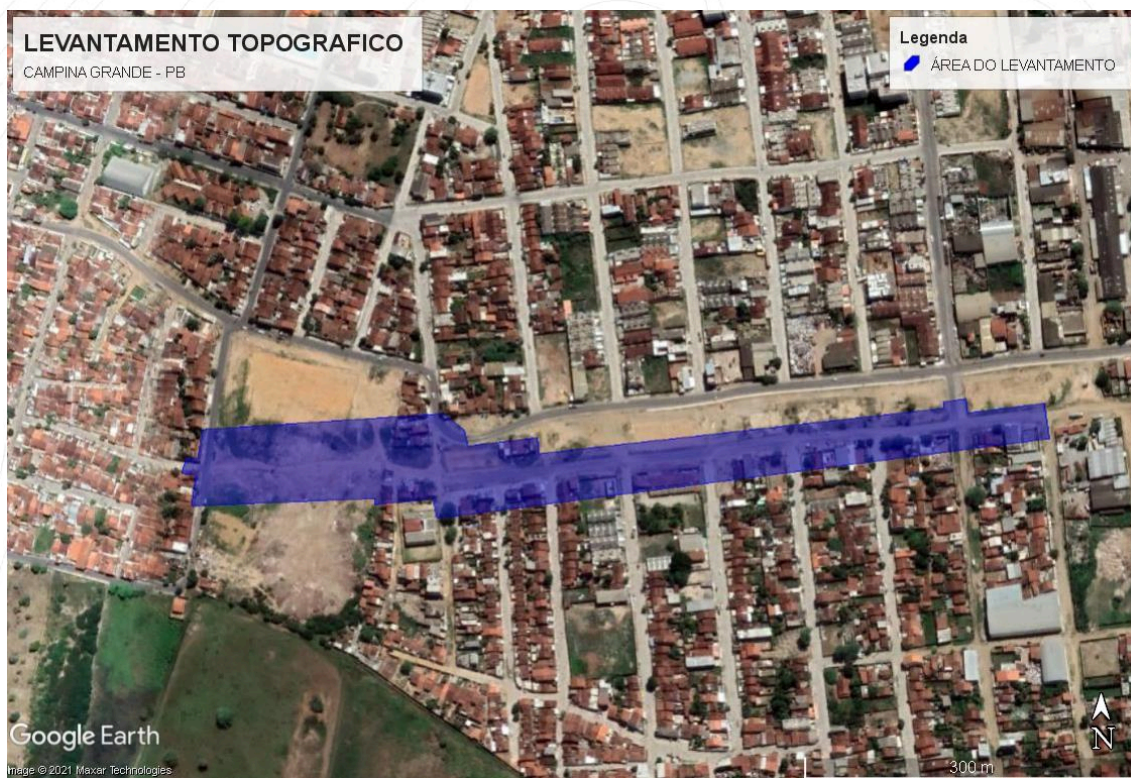 LEVANTAMENTO TOPOGRAFICO
CAMPINA GRANDE - PB
Legenda
ÁREA DO LEVANTAMENTO
Google Earth
Image © 2021 Maxar Technologies
300 m
N